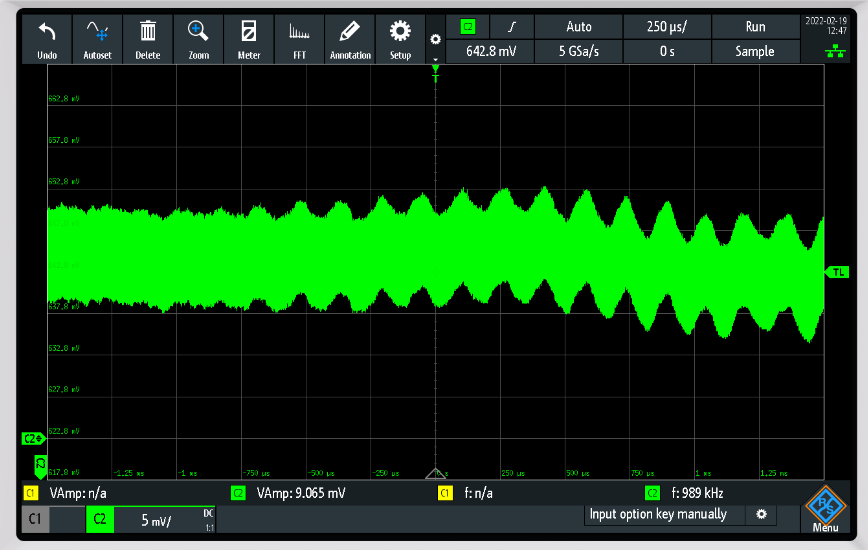 Undo
Autoset
Delete
Zoom
Meter
FFT
Annotation
Setup
C2
Auto
250 µs/
Run
642.8 mV
5 GSa/s
0 s
Sample
2022-02-19
12:47
T
662.8 mV
657.8 mV
652.8 mV
637.8 mV
632.8 mV
627.8 mV
622.8 mV
617.8 mV
TL
C2
C2
-1.25 ms
-1 ms
-750 µs
-500 µs
-250 µs
0 s
250 µs
500 µs
750 µs
1 ms
1.25 ms
C1 VAmp: n/a
C2 VAmp: 9.065 mV
C1 f: n/a
C2 f: 989 kHz
C1
C2
5 mV/
DC
1:1
Input option key manually
Menu